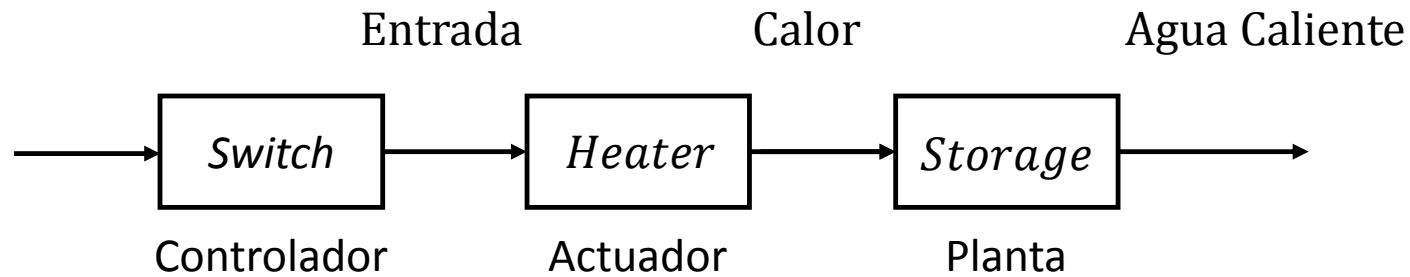 Entrada Calor Agua Caliente
Switch Heater Storage
Controlador Actuador Planta